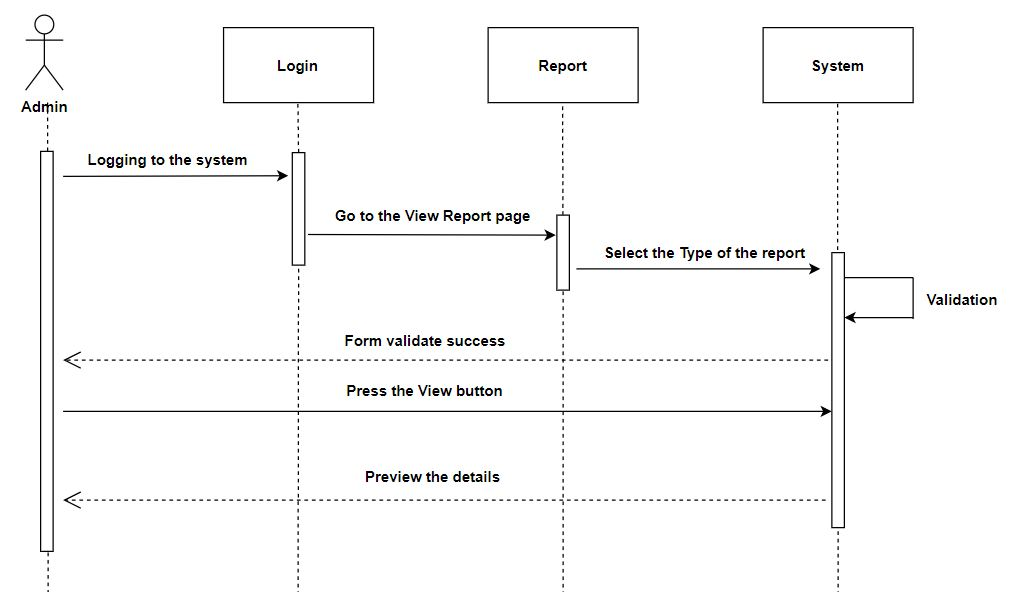 Admin
Login
Report
System
Logging to the system
Go to the View Report page
Select the Type of the report
Validation
Form validate success
Press the View button
Preview the details